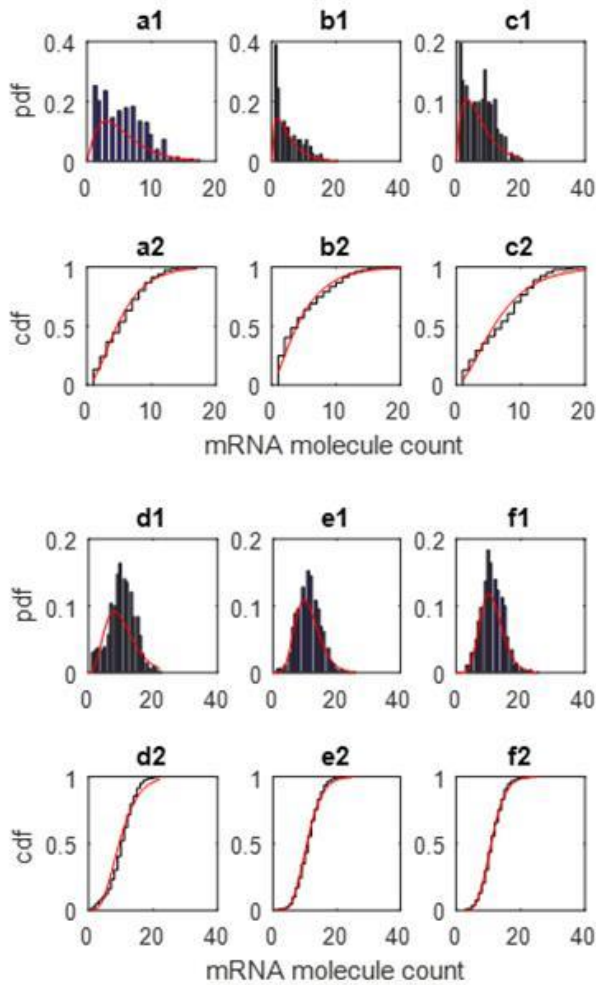 a1 b1 c1
pdf
0.4 0.4 0.2
0.2 0.2 0.1
0 0 0
0 10 20 0 20 40 0 20 40
a2 b2 c2
cdf
1 1 1
0.5 0.5 0.5
0 0 0
0 10 20 0 10 20 0 10 20
mRNA molecule count
d1 e1 f1
pdf
0.2 0.2 0.2
0.1 0.1 0.1
0 0 0
0 20 40 0 20 40 0 20 40
d2 e2 f2
cdf
1 1 1
0.5 0.5 0.5
0 0 0
0 20 40 0 20 40 0 20 40
mRNA molecule count